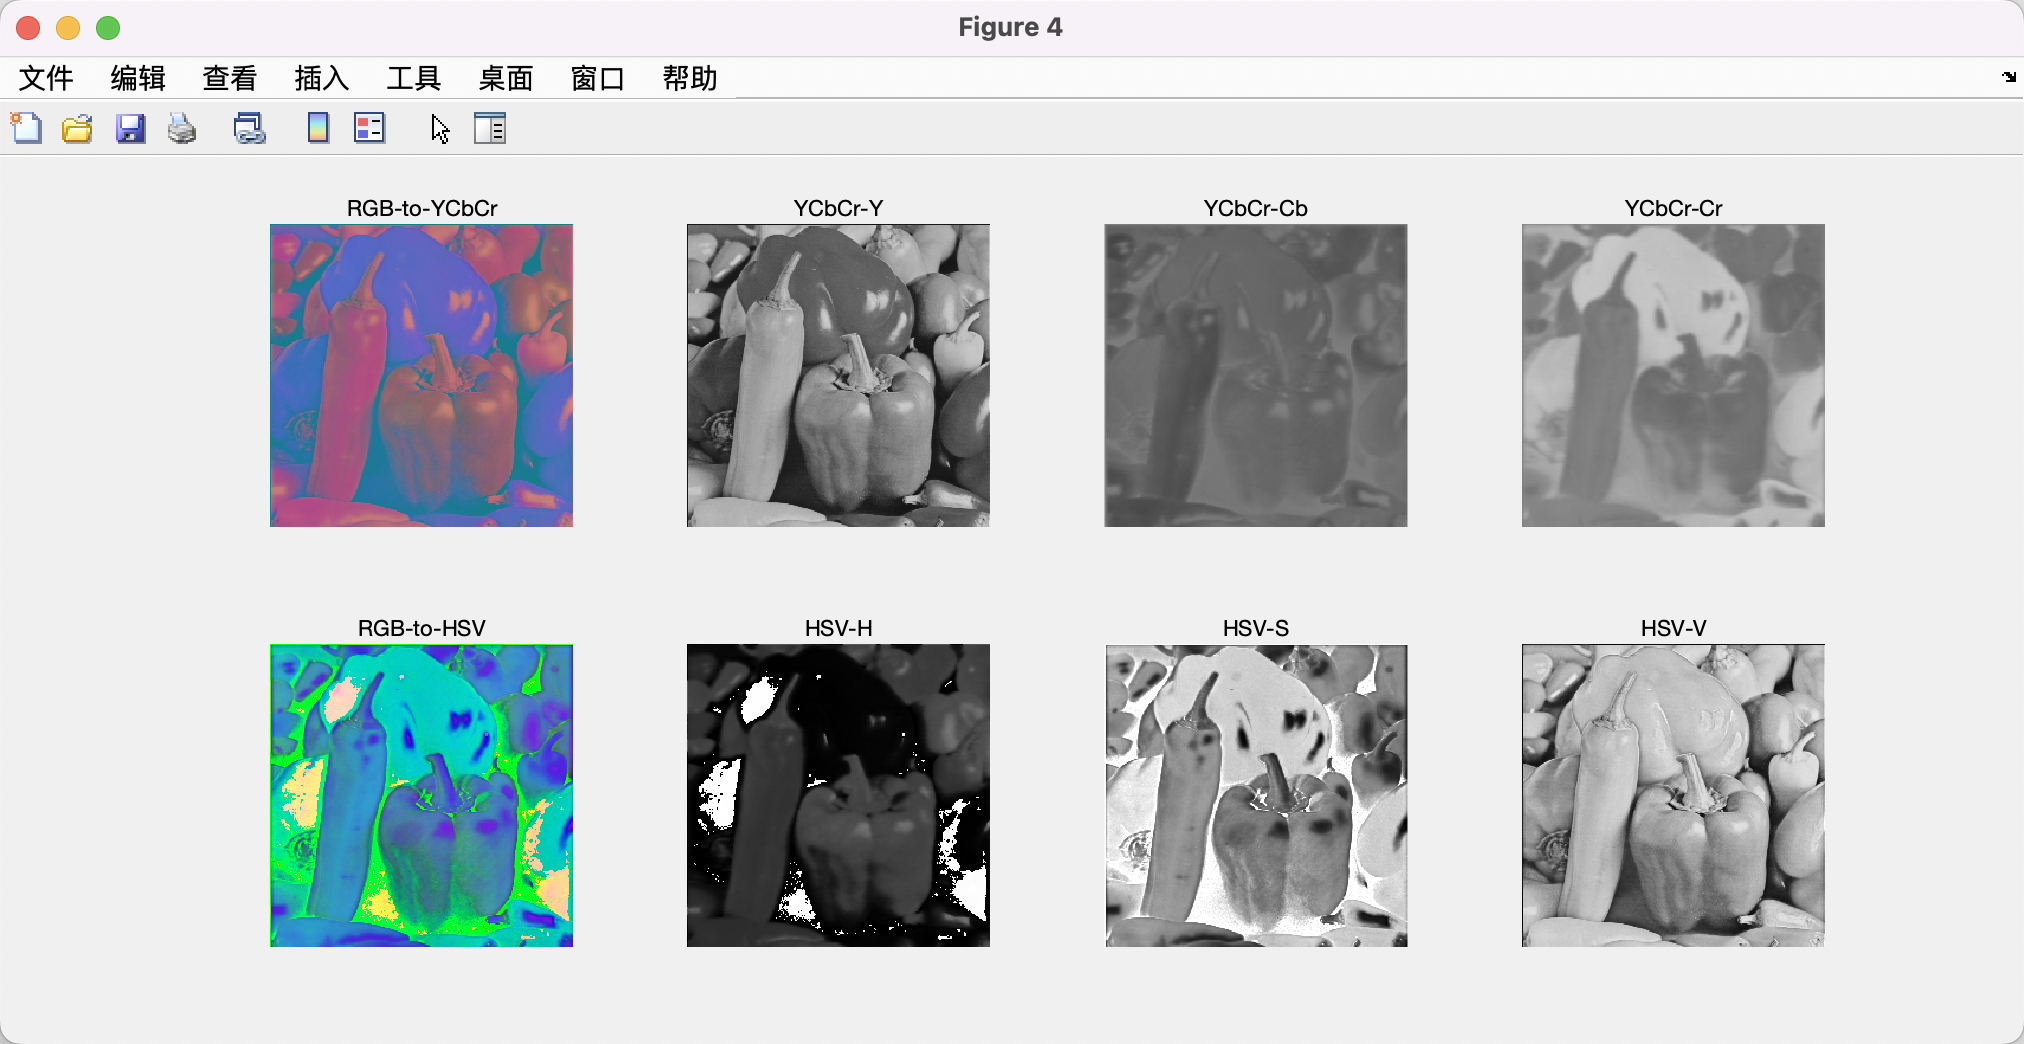 Figure 4
文件 编辑 查看 插入 工具 桌面 窗口 帮助
RGB-to-YCbCr YCbCr-Y YCbCr-Cb YCbCr-Cr
RGB-to-HSV HSV-H HSV-S HSV-V